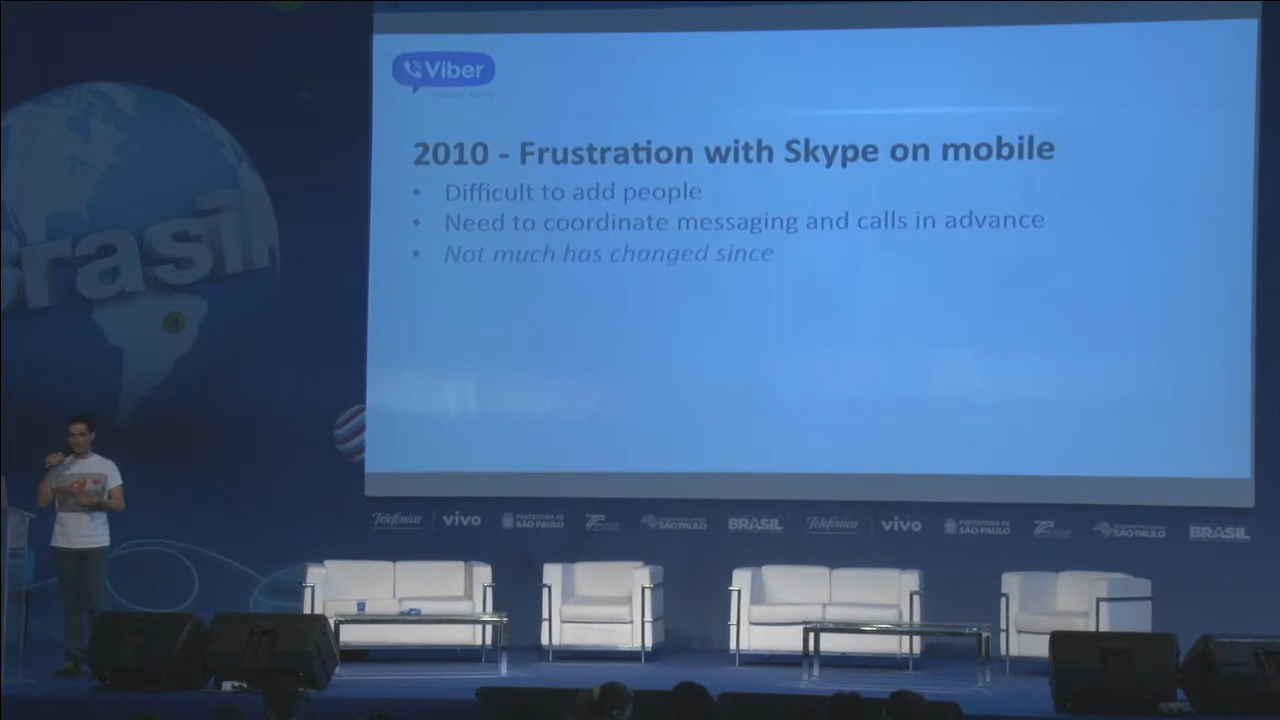 Viber
2010 - Frustration with Skype on mobile
• Difficult to add people
• Need to coordinate messaging and calls in advance
• Not much has changed since
Brasil
Telefónica vivo PREFEITURA DE SÃO PAULO SÃO PAULO BRASIL Telefónica vivo PREFEITURA DE SÃO PAULO SÃO PAULO BRASIL